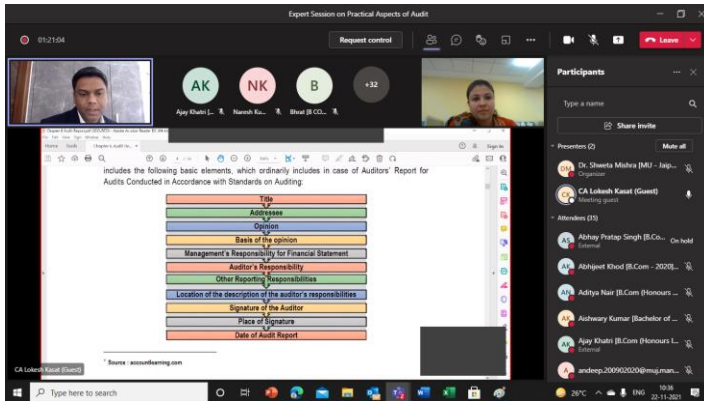 Expert Session on Practical Aspects of Audit
01:21:04
Request control
Leave
AK
NK
B
+32
Ajay Khatri [...
Naresh Ku...
Bhrat [B CO...
Home
Tools
Sign In
includes the following basic elements, which ordinarily includes in case of Auditors' Report for
Audits Conducted in Accordance with Standards on Auditing:
Title
Addressee
Opinion
Basis of the opinion
Management's Responsibility for Financial Statement
Auditor's Responsibility
Other Reporting Responsibilities
Location of the description of the auditor's responsibilities
Signature of the Auditor
Place of Signature
Date of Audit Report
Source : accountlearning.com
CA Lokesh Kasat (Guest)
Participants
Type a name
Share invite
Presenters (2)
Mute all
DM
Dr. Shweta Mishra [MU - Jaip...
Organizer
CK
CA Lokesh Kasat (Guest)
Meeting guest
Attendees (35)
AS
Abhay Pratap Singh [B.Co...
On hold
External
AK
Abhijeet Khod [B.Com - 2020]...
AN
Aditya Nair [B.Com (Honours ...
AK
Aishwary Kumar [Bachelor of ...
AK
Ajay Khatri [B.Com (Honours [...
External
A
andeep.200902020@muj.man...
External
Type here to search
26°C
ENG
10:36
22-11-2021